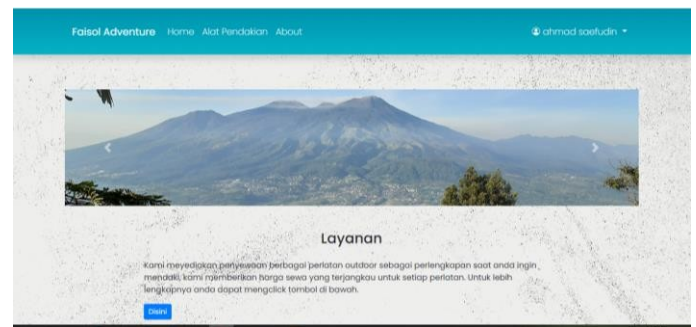 Faisol Adventure Home Alat Pendakian About ahmad saefudin
Layanan
Kami meyediakan penyewaan berbagai perlatan outdoor sebagai perlengkapan saat anda ingin
mendaki, kami memberikan harga sewa yang terjangkau untuk setiap perlatan. Untuk lebih
lengkapnya anda dapat mengclick tombol di bawah.
Disini